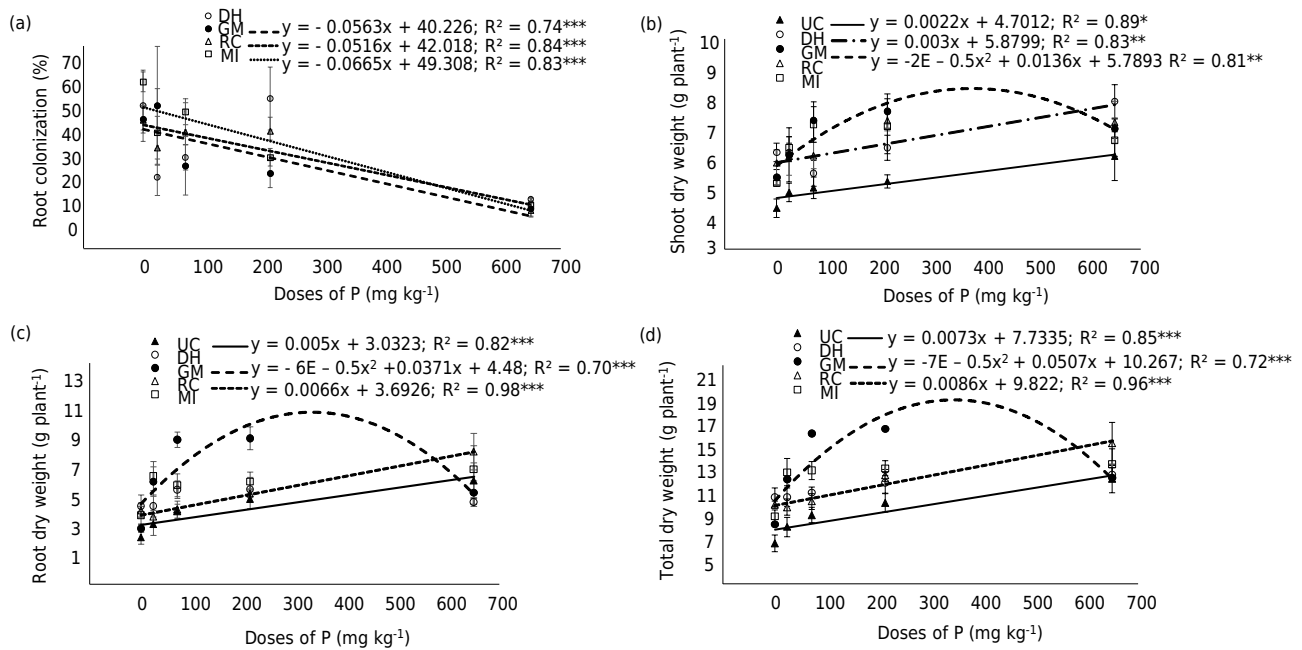 (a)
DH
GM y = - 0.0563x + 40.226; R² = 0.74***
RC y = - 0.0516x + 42.018; R² = 0.84***
MI y = - 0.0665x + 49.308; R² = 0.83***
Root colonization (%)
70
60
50
40
30
20
10
0
0 100 200 300 400 500 600 700
Doses of P (mg kg⁻¹)
(b)
UC y = 0.0022x + 4.7012; R² = 0.89*
DH y = 0.003x + 5.8799; R² = 0.83**
GM y = -2E – 0.5x² + 0.0136x + 5.7893 R² = 0.81**
RC
MI
Shoot dry weight (g plant⁻¹)
10
9
8
7
6
5
4
3
0 100 200 300 400 500 600 700
Doses of P (mg kg⁻¹)
(c)
UC y = 0.005x + 3.0323; R² = 0.82***
DH
GM y = - 6E – 0.5x² +0.0371x + 4.48; R² = 0.70***
RC y = 0.0066x + 3.6926; R² = 0.98***
MI
Root dry weight (g plant⁻¹)
13
11
9
7
5
3
1
0 100 200 300 400 500 600 700
Doses of P (mg kg⁻¹)
(d)
UC y = 0.0073x + 7.7335; R² = 0.85***
DH
GM y = -7E – 0.5x² + 0.0507x + 10.267; R² = 0.72***
RC y = 0.0086x + 9.822; R² = 0.96***
MI
Total dry weight (g plant⁻¹)
21
19
17
15
13
11
9
7
5
0 100 200 300 400 500 600 700
Doses of P (mg kg⁻¹)